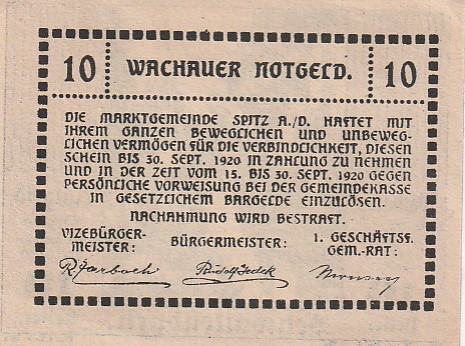 10 WACHAUER NOTGELD. 10
DIE MARKTGEMEINDE SPITZ A./D. HAFTET MIT
IHREM GANZEN BEWEGLICHEN UND UNBEWEG-
LICHEN VERMÖGEN FÜR DIE VERBINDLICHKEIT, DIESEN
SCHEIN BIS 30. SEPT. 1920 IN ZAHLUNG ZU NEHMEN
UND IN DER ZEIT VOM 15. BIS 30. SEPT. 1920 GEGEN
PERSÖNLICHE VORWEISUNG BEI DER GEMEINDEKASSE
IN GESETZLICHEM BARGELDE EINZULÖSEN.
NACHAHMUNG WIRD BESTRAFT.
VIZEBÜRGER-
MEISTER:
BÜRGERMEISTER:
1. GESCHÄFTSF.
GEM.-RAT: